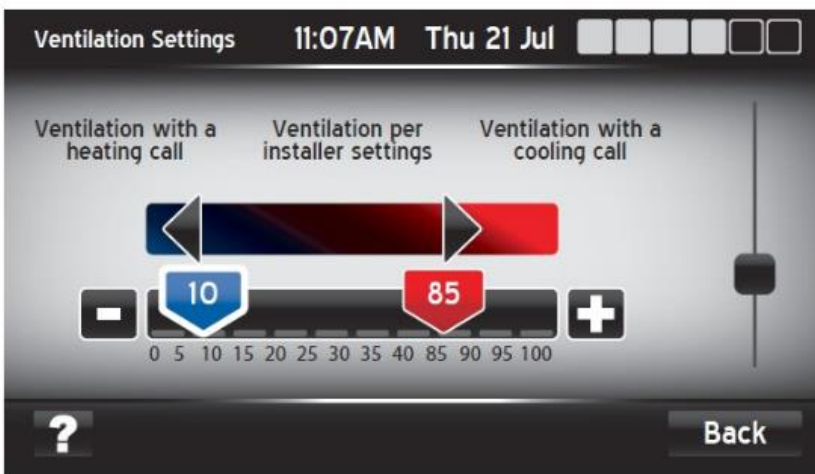 Ventilation Settings 11:07AM Thu 21 Jul
Ventilation with a heating call
Ventilation per installer settings
Ventilation with a cooling call
10 85
- +
0 5 10 15 20 25 30 35 40 85 90 95 100
?
Back